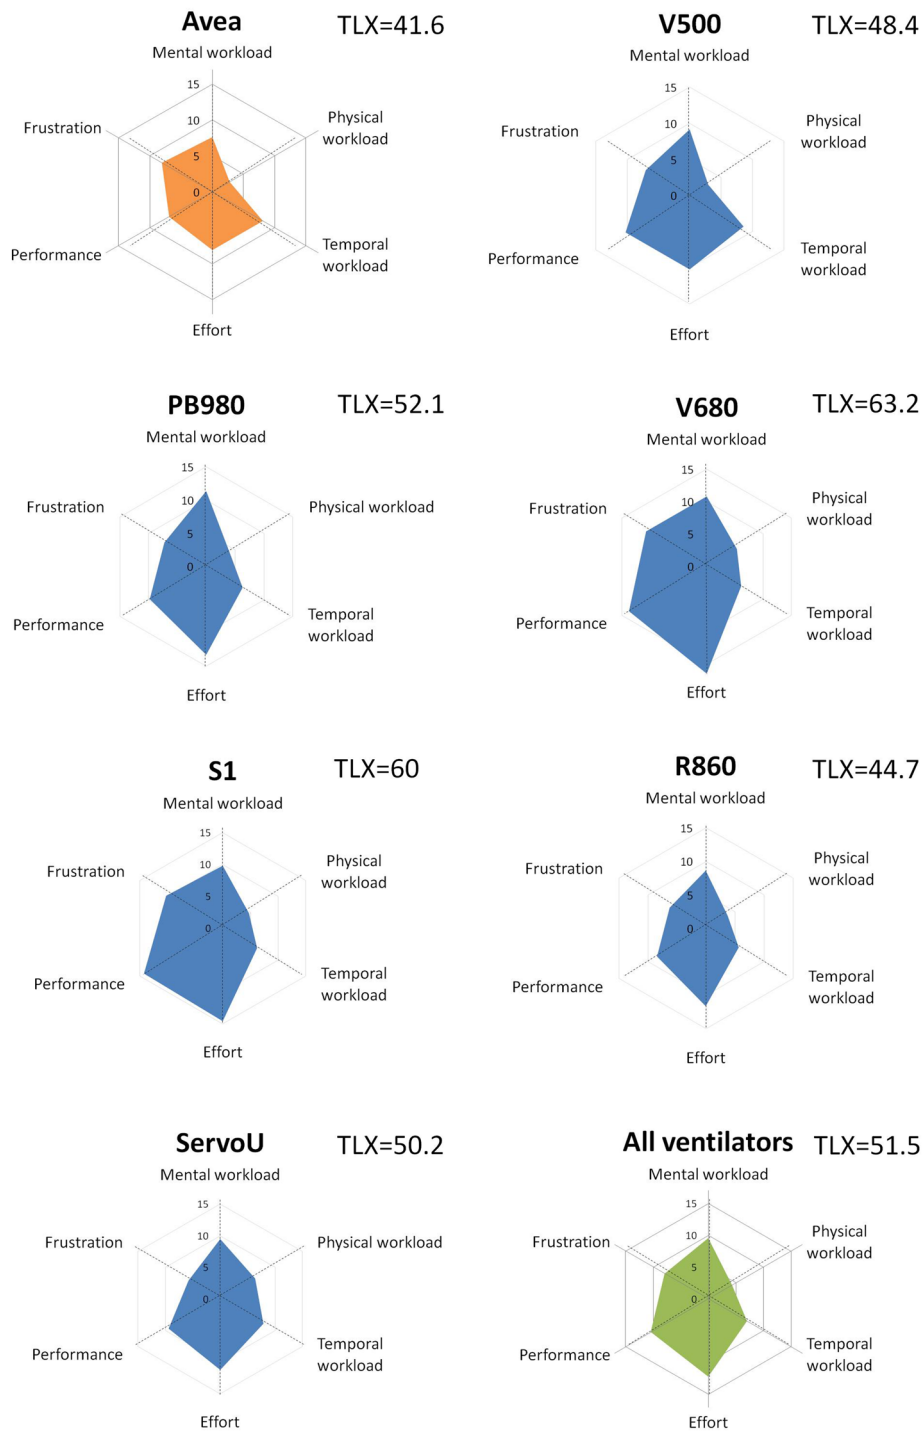 Avea TLX=41.6
Mental workload
15
10
5
0
Physical
workload
Frustration
Temporal
workload
Performance
Effort
V500 TLX=48.4
Mental workload
15
10
5
0
Physical
workload
Frustration
Temporal
workload
Performance
Effort
PB980 TLX=52.1
Mental workload
15
10
5
0
Frustration
Physical workload
Performance
Temporal
workload
Effort
V680 TLX=63.2
Mental workload
15
10
5
0
Physical
workload
Frustration
Temporal
workload
Performance
Effort
S1 TLX=60
Mental workload
15
10
5
0
Physical
workload
Frustration
Temporal
workload
Performance
Effort
R860 TLX=44.7
Mental workload
15
10
5
0
Physical
workload
Frustration
Temporal
workload
Performance
Effort
ServoU TLX=50.2
Mental workload
15
10
5
0
Frustration
Physical workload
Performance
Temporal
workload
Effort
All ventilators TLX=51.5
Mental workload
15
10
5
0
Physical
workload
Frustration
Temporal
workload
Performance
Effort